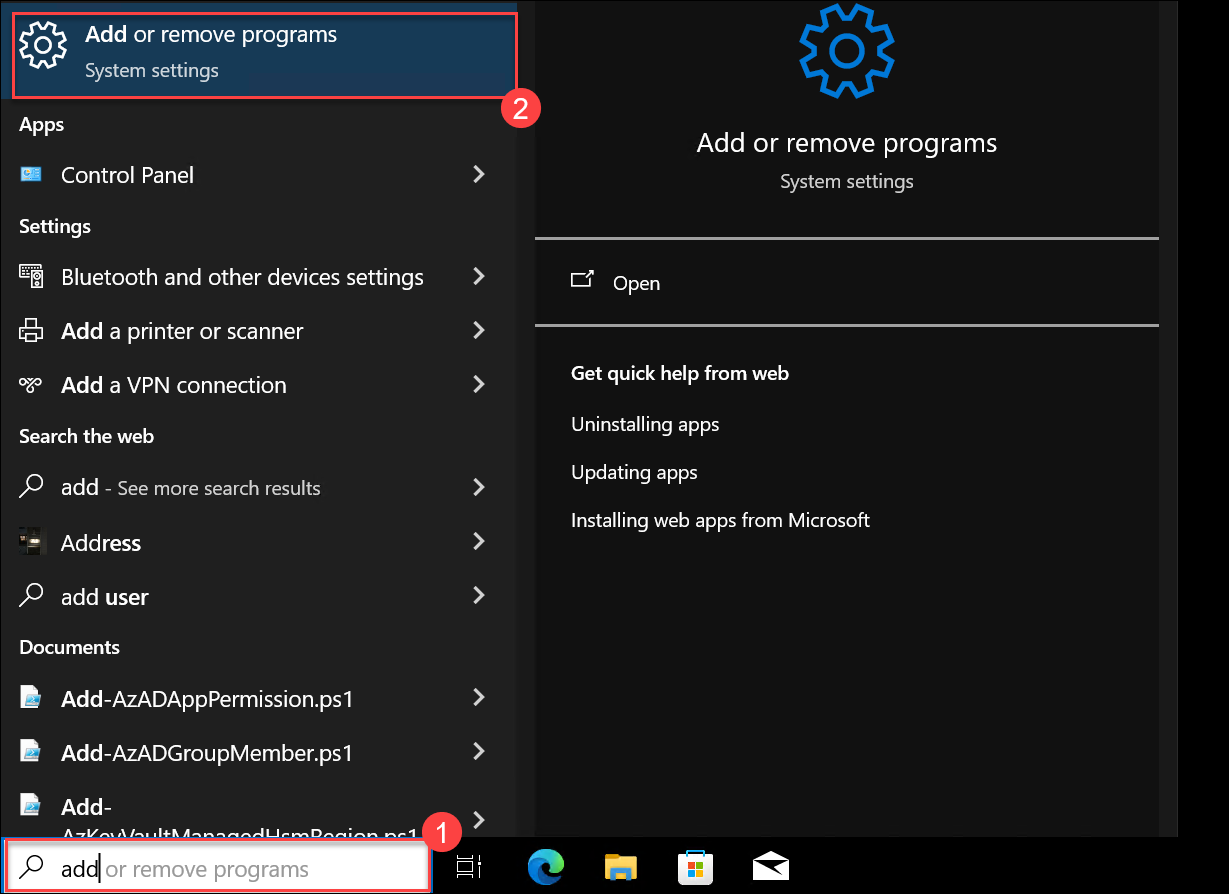 Add or remove programs
System settings
2
Apps
Control Panel
Settings
Bluetooth and other devices settings
Add a printer or scanner
Add a VPN connection
Search the web
add - See more search results
Address
add user
Documents
Add-AzADAppPermission.ps1
Add-AzADGroupMember.ps1
Add-
AzKeyVaultManagedHsmRegion.ps1
1
add or remove programs
Add or remove programs
System settings
Open
Get quick help from web
Uninstalling apps
Updating apps
Installing web apps from Microsoft